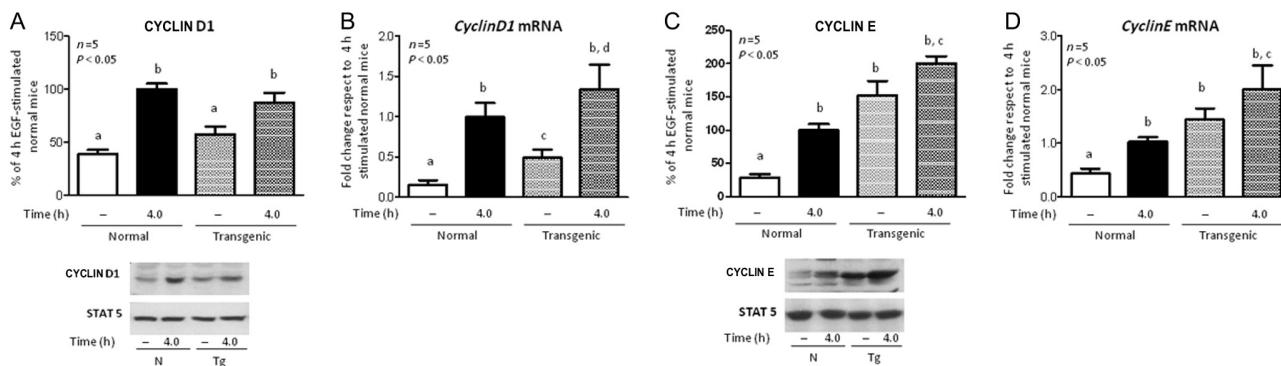 A
CYCLIN D1
% of 4 h EGF-stimulated
normal mice
150
100
50
0
n=5
P < 0.05
a
b
a
b
Time (h)
– 4.0 – 4.0
Normal Transgenic
CYCLIN D1
STAT 5
Time (h) – 4.0 – 4.0
N Tg
B
CyclinD1 mRNA
Fold change respect to 4 h
stimulated normal mice
2.0
1.5
1.0
0.5
0.0
n=5
P < 0.05
a
b
c
b, d
Time (h)
– 4.0 – 4.0
Normal Transgenic
C
CYCLIN E
% of 4 h EGF-stimulated
normal mice
250
200
150
100
50
0
n=5
P < 0.05
a
b
b
b, c
Time (h)
– 4.0 – 4.0
Normal Transgenic
CYCLIN E
STAT 5
Time (h) – 4.0 – 4.0
N Tg
D
CyclinE mRNA
Fold change respect to 4 h
stimulated normal mice
3.0
2.0
1.0
0.0
n=5
P < 0.05
a
b
b
b, c
Time (h)
– 4.0 – 4.0
Normal Transgenic